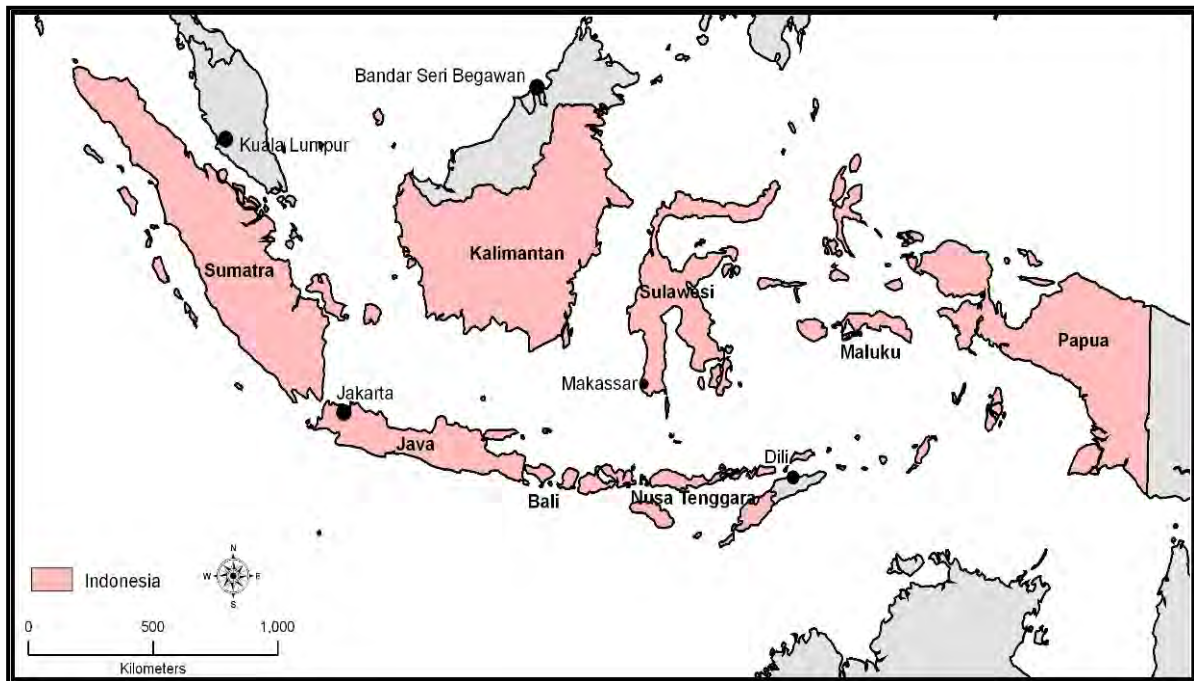 Bandar Seri Begawan
Kuala Lumpur
Kalimantan
Sumatra
Sulawesi
Maluku
Papua
Makassar
Jakarta
Java
Dili
Bali
Nusa Tenggara
N
W E
S
Indonesia
0 500 1,000
Kilometers